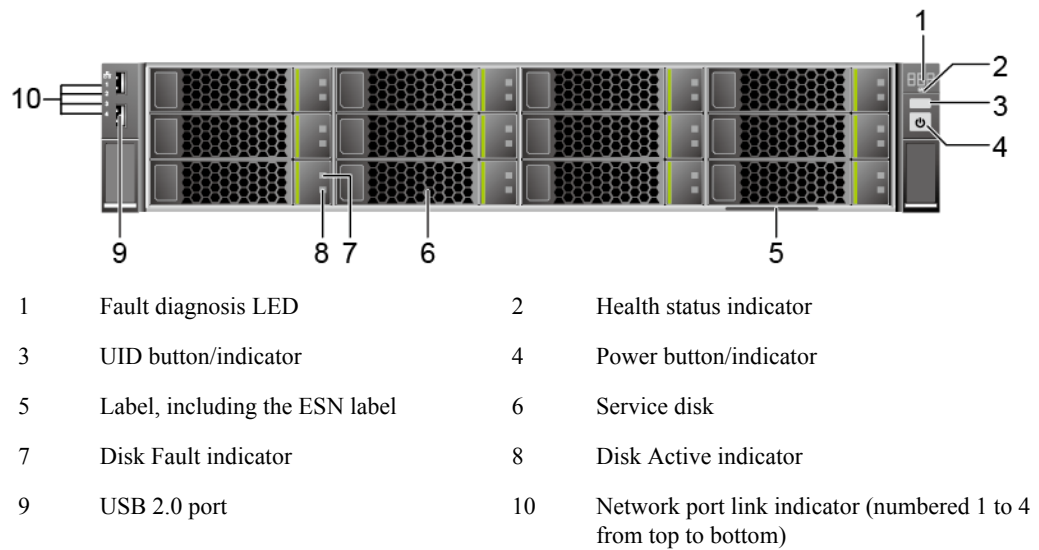 1
2
10
3
4
9
8 7
6
5
1 Fault diagnosis LED 2 Health status indicator
3 UID button/indicator 4 Power button/indicator
5 Label, including the ESN label 6 Service disk
7 Disk Fault indicator 8 Disk Active indicator
9 USB 2.0 port 10 Network port link indicator (numbered 1 to 4
from top to bottom)